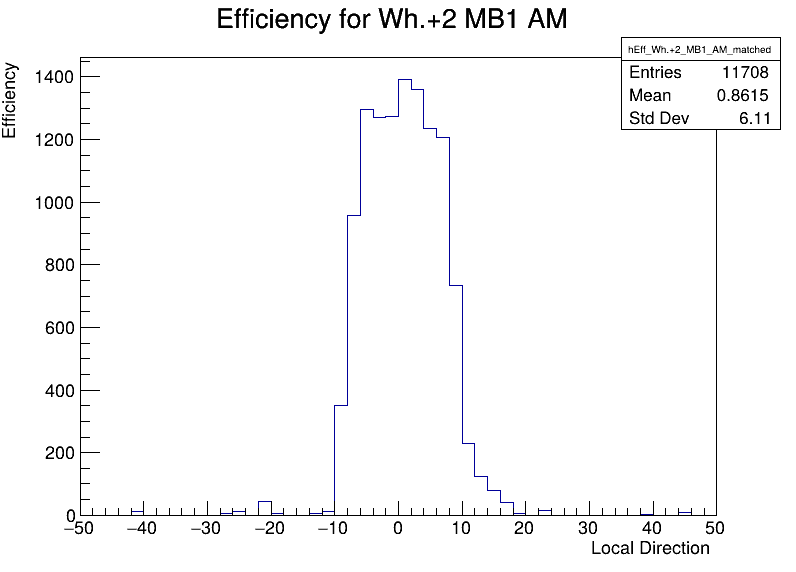 Efficiency for Wh.+2 MB1 AM
hEff_Wh.+2_MB1_AM_matched
Entries 11708
Mean 0.8615
Std Dev 6.11
Efficiency
1400
1200
1000
800
600
400
200
0
−50 −40 −30 −20 −10 0 10 20 30 40 50
Local Direction